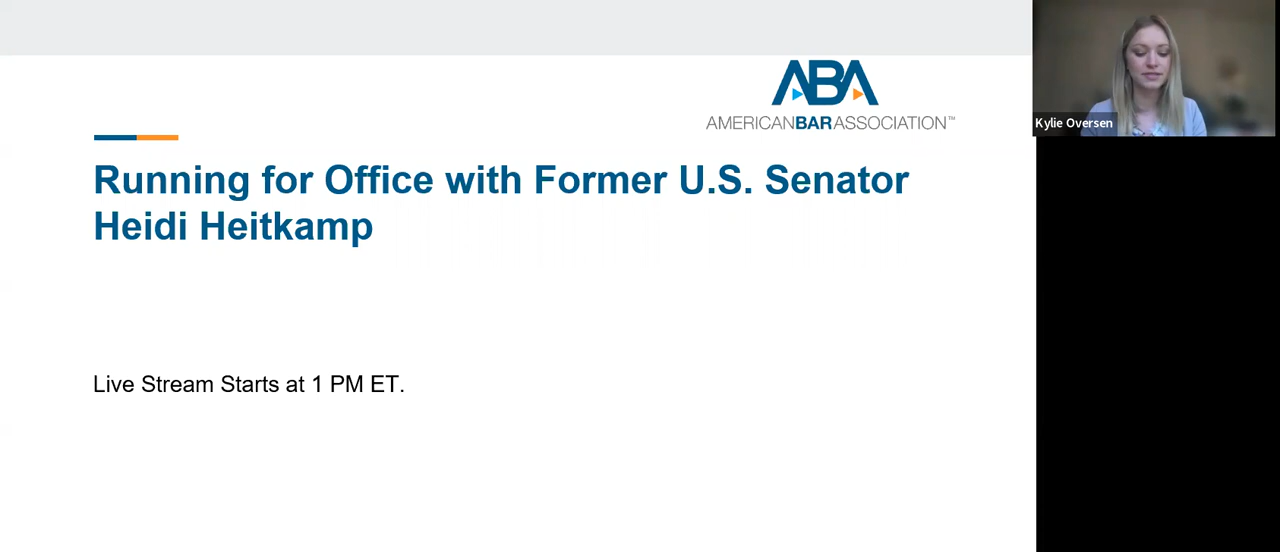 ABA
AMERICANBARASSOCIATION™
Kylie Oversen
Running for Office with Former U.S. Senator
Heidi Heitkamp
Live Stream Starts at 1 PM ET.